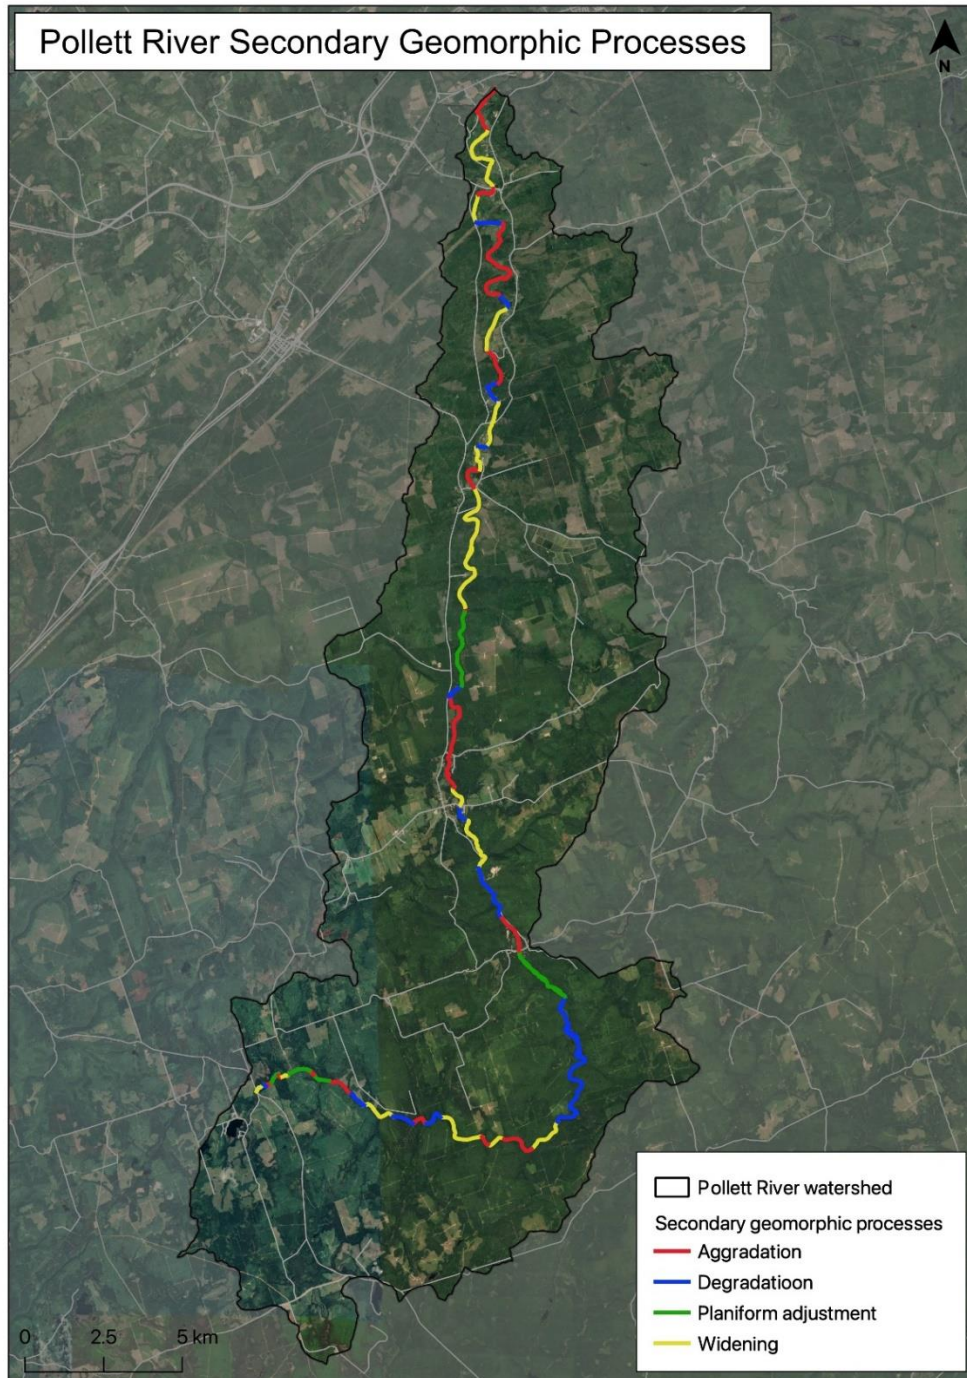 Pollett River Secondary Geomorphic Processes
N
Pollett River watershed
Secondary geomorphic processes
Aggradation
Degradatioon
Planiform adjustment
Widening
0 2.5 5 km